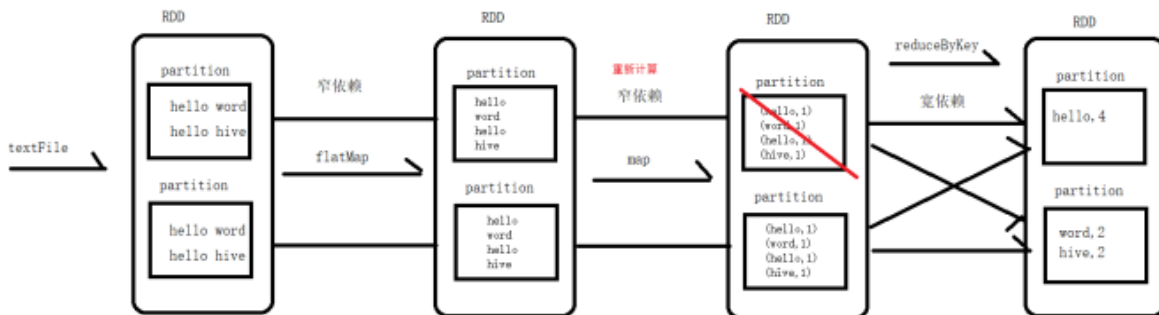 RDD
RDD
RDD
RDD
reduceByKey
partition
窄依赖
partition
重新计算
窄依赖
partition
宽依赖
partition
hello word
hello hive
hello
word
hello
hive
(hello,1)
(word,1)
(hello,1)
(hive,1)
hello,4
textFile
flatMap
map
partition
partition
partition
partition
hello word
hello hive
hello
word
hello
hive
(hello,1)
(word,1)
(hello,1)
(hive,1)
word,2
hive,2